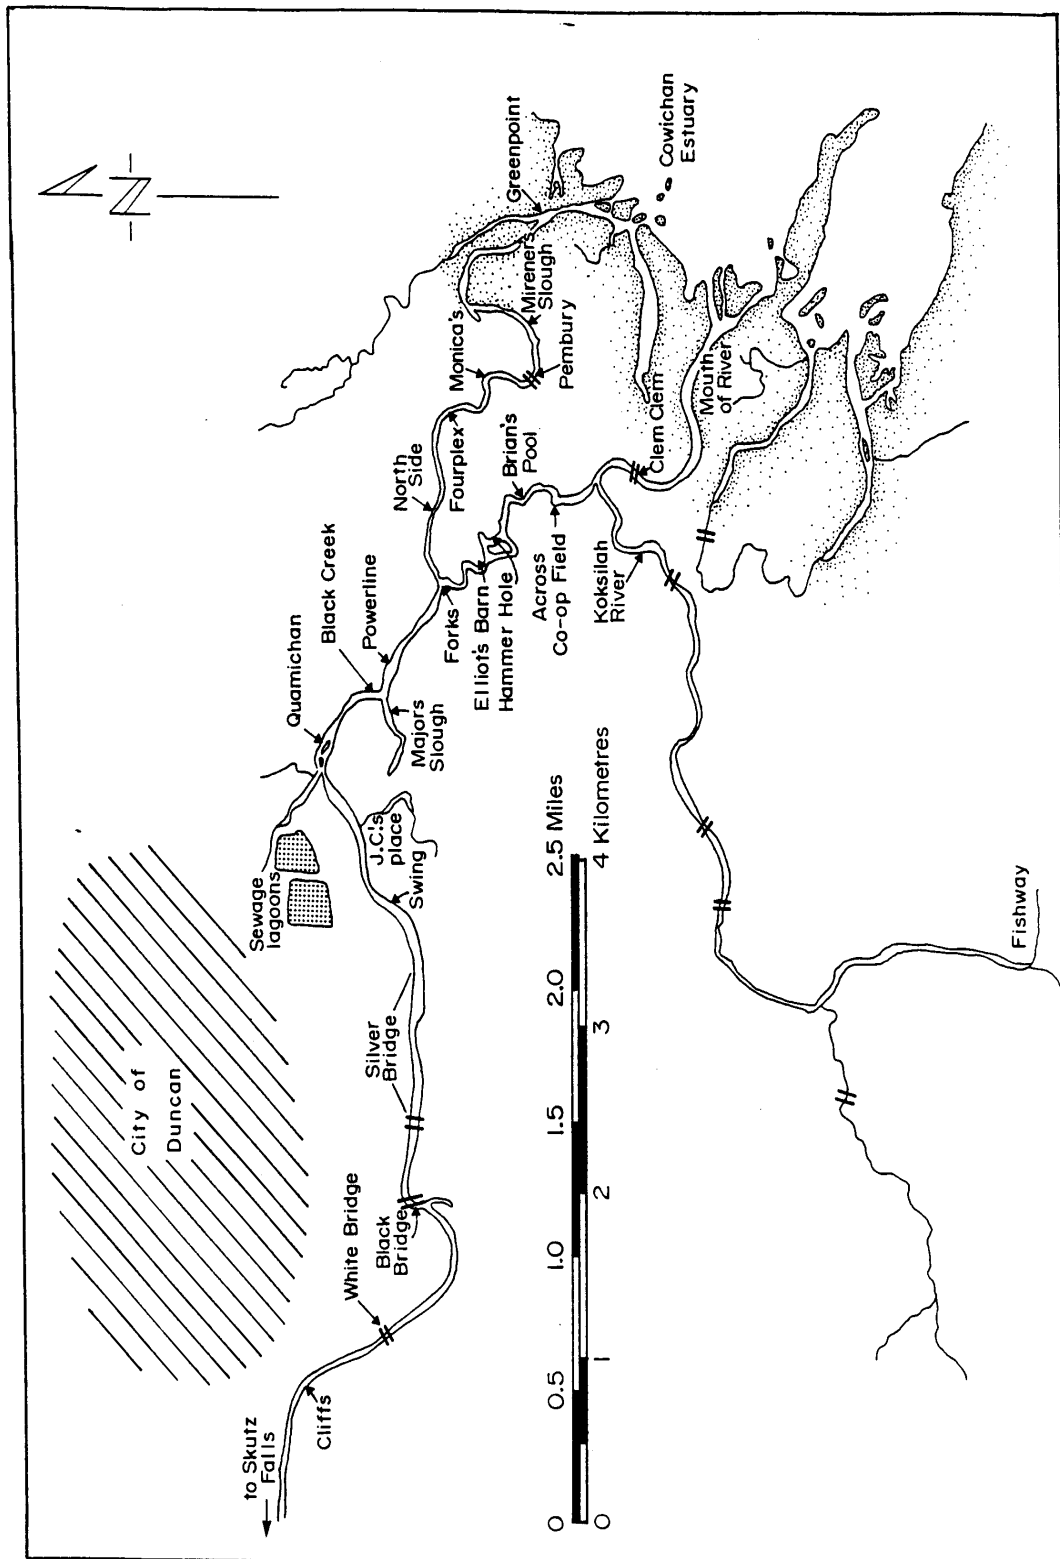 N
to Skutz
Falls
Cliffs
White Bridge
Black
Bridge
City of
Duncan
Silver
Bridge
Sewage
lagoons
Swing
J.C.'s
place
Quamichan
Black Creek
Majors
Slough
Powerline
Forks
Elliot's Barn
Hammer Hole
North
Side
Fourplex
Monica's
Brian's
Pool
Across
Co-op Field
Koksilah
River
Pembury
Mireners
Slough
Greenpoint
Cowichan
Estuary
Clem Clem
Mouth
of River
Fishway
0 0.5 1.0 1.5 2.0 2.5 Miles
0 1 2 3 4 Kilometres